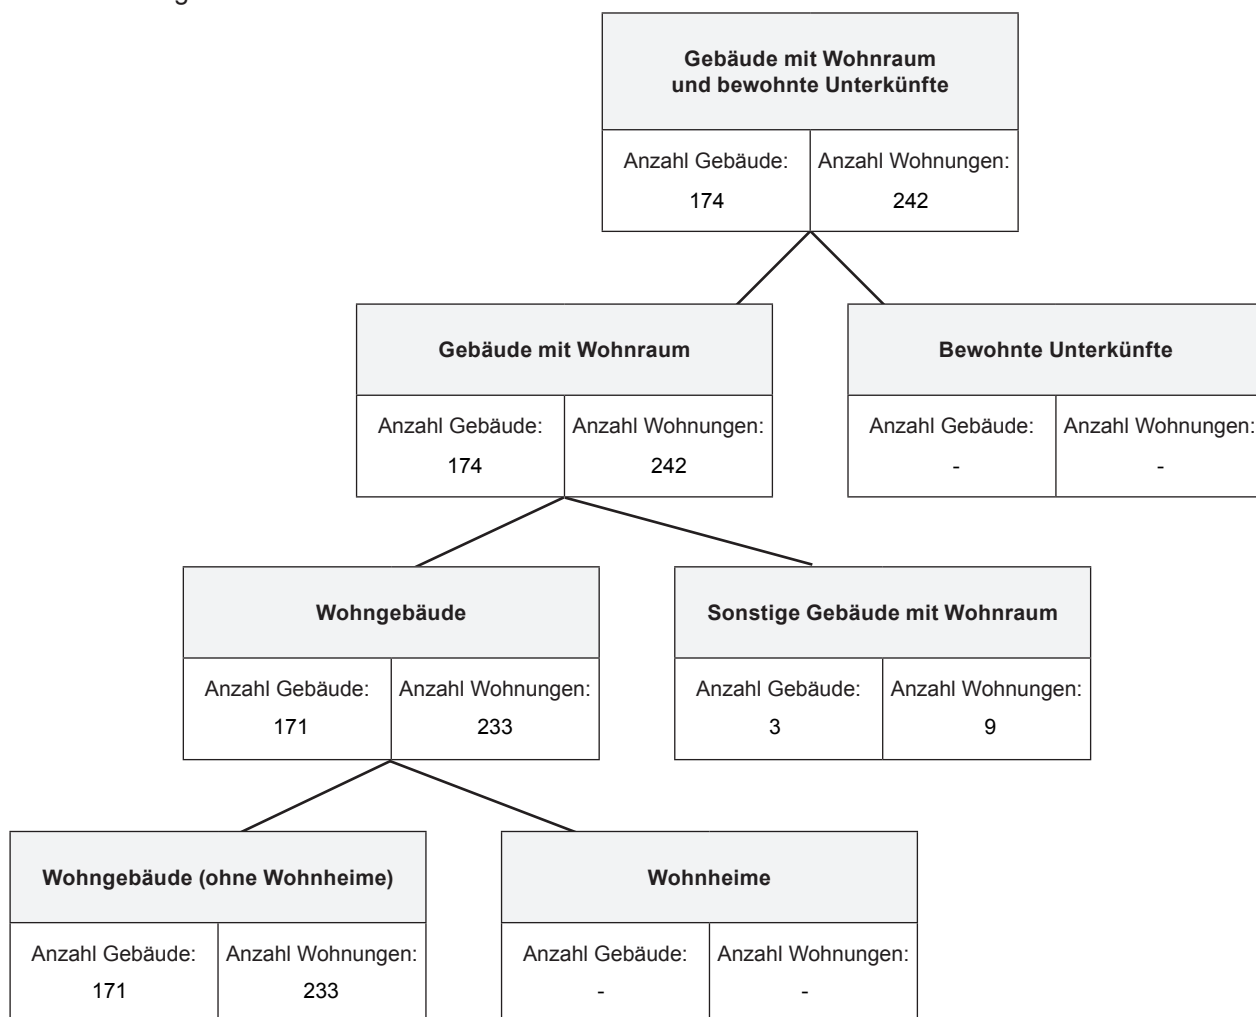 Gebäude mit Wohnraum
und bewohnte Unterkünfte
Anzahl Gebäude: Anzahl Wohnungen:
174 242
Gebäude mit Wohnraum
Anzahl Gebäude: Anzahl Wohnungen:
174 242
Bewohnte Unterkünfte
Anzahl Gebäude: Anzahl Wohnungen:
- -
Wohngebäude
Anzahl Gebäude: Anzahl Wohnungen:
171 233
Sonstige Gebäude mit Wohnraum
Anzahl Gebäude: Anzahl Wohnungen:
3 9
Wohngebäude (ohne Wohnheime)
Anzahl Gebäude: Anzahl Wohnungen:
171 233
Wohnheime
Anzahl Gebäude: Anzahl Wohnungen:
- -